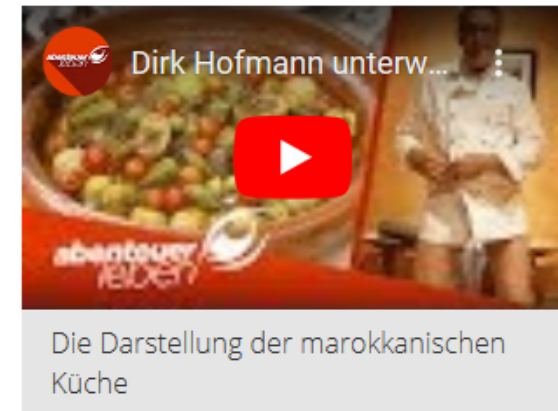 Dirk Hofmann unterw...
abenteuer
leben
Die Darstellung der marokkanischen
Küche